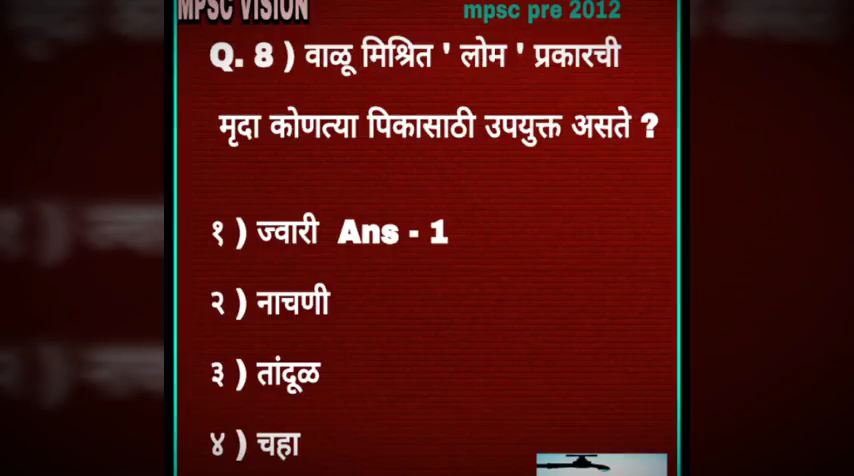 MPSC VISION
mpsc pre 2012
Q. 8 ) वाळू मिश्रित ' लोम ' प्रकारची
मृदा कोणत्या पिकासाठी उपयुक्त असते ?
१ ) ज्वारी Ans - 1
२ ) नाचणी
३ ) तांदूळ
४ ) चहा